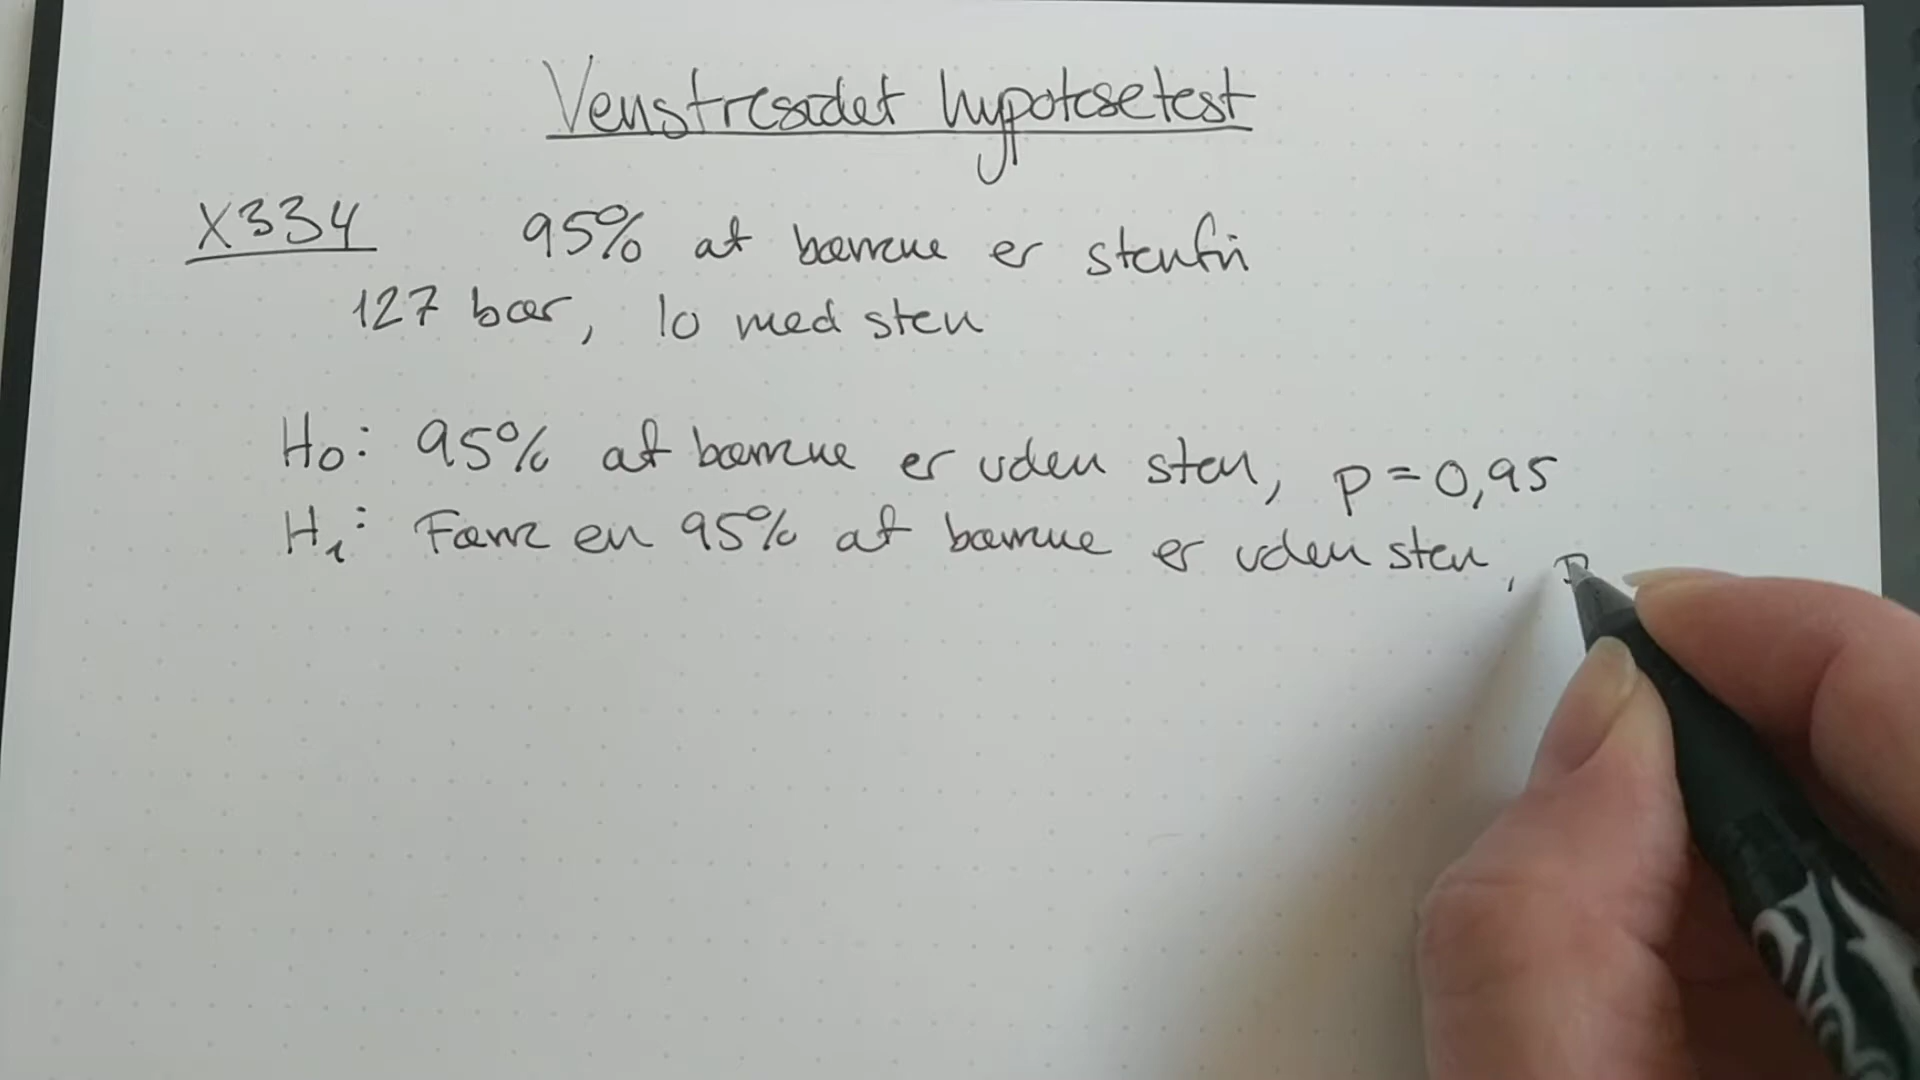 Venstresidet hypotesetest
X334 95% af bærrene er stenfri
127 bær, 10 med sten
H0: 95% af bærrene er uden sten, p=0,95
H1: Færre en 95% af bærrene er uden sten, p